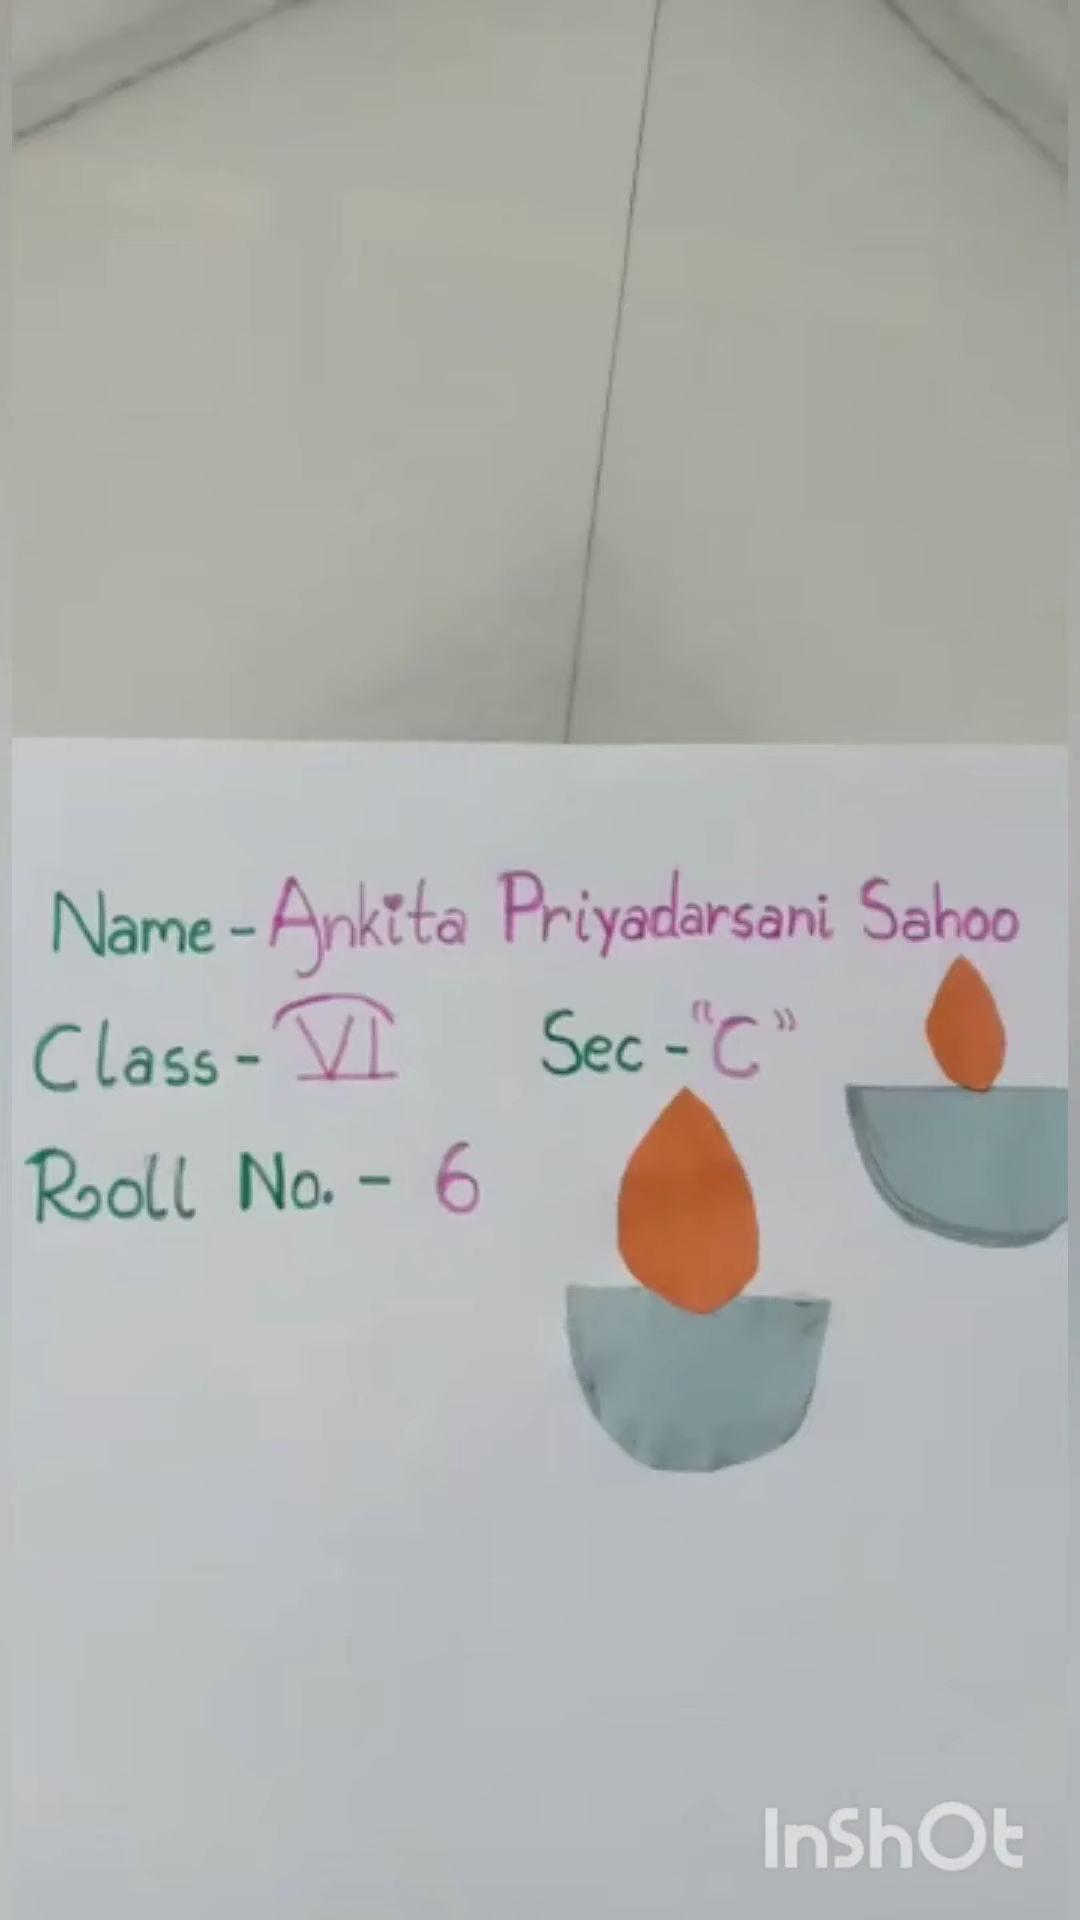 Name - Ankita Priyadarsani Sahoo
Class - VI Sec - "C"
Roll No. - 6
InShOt